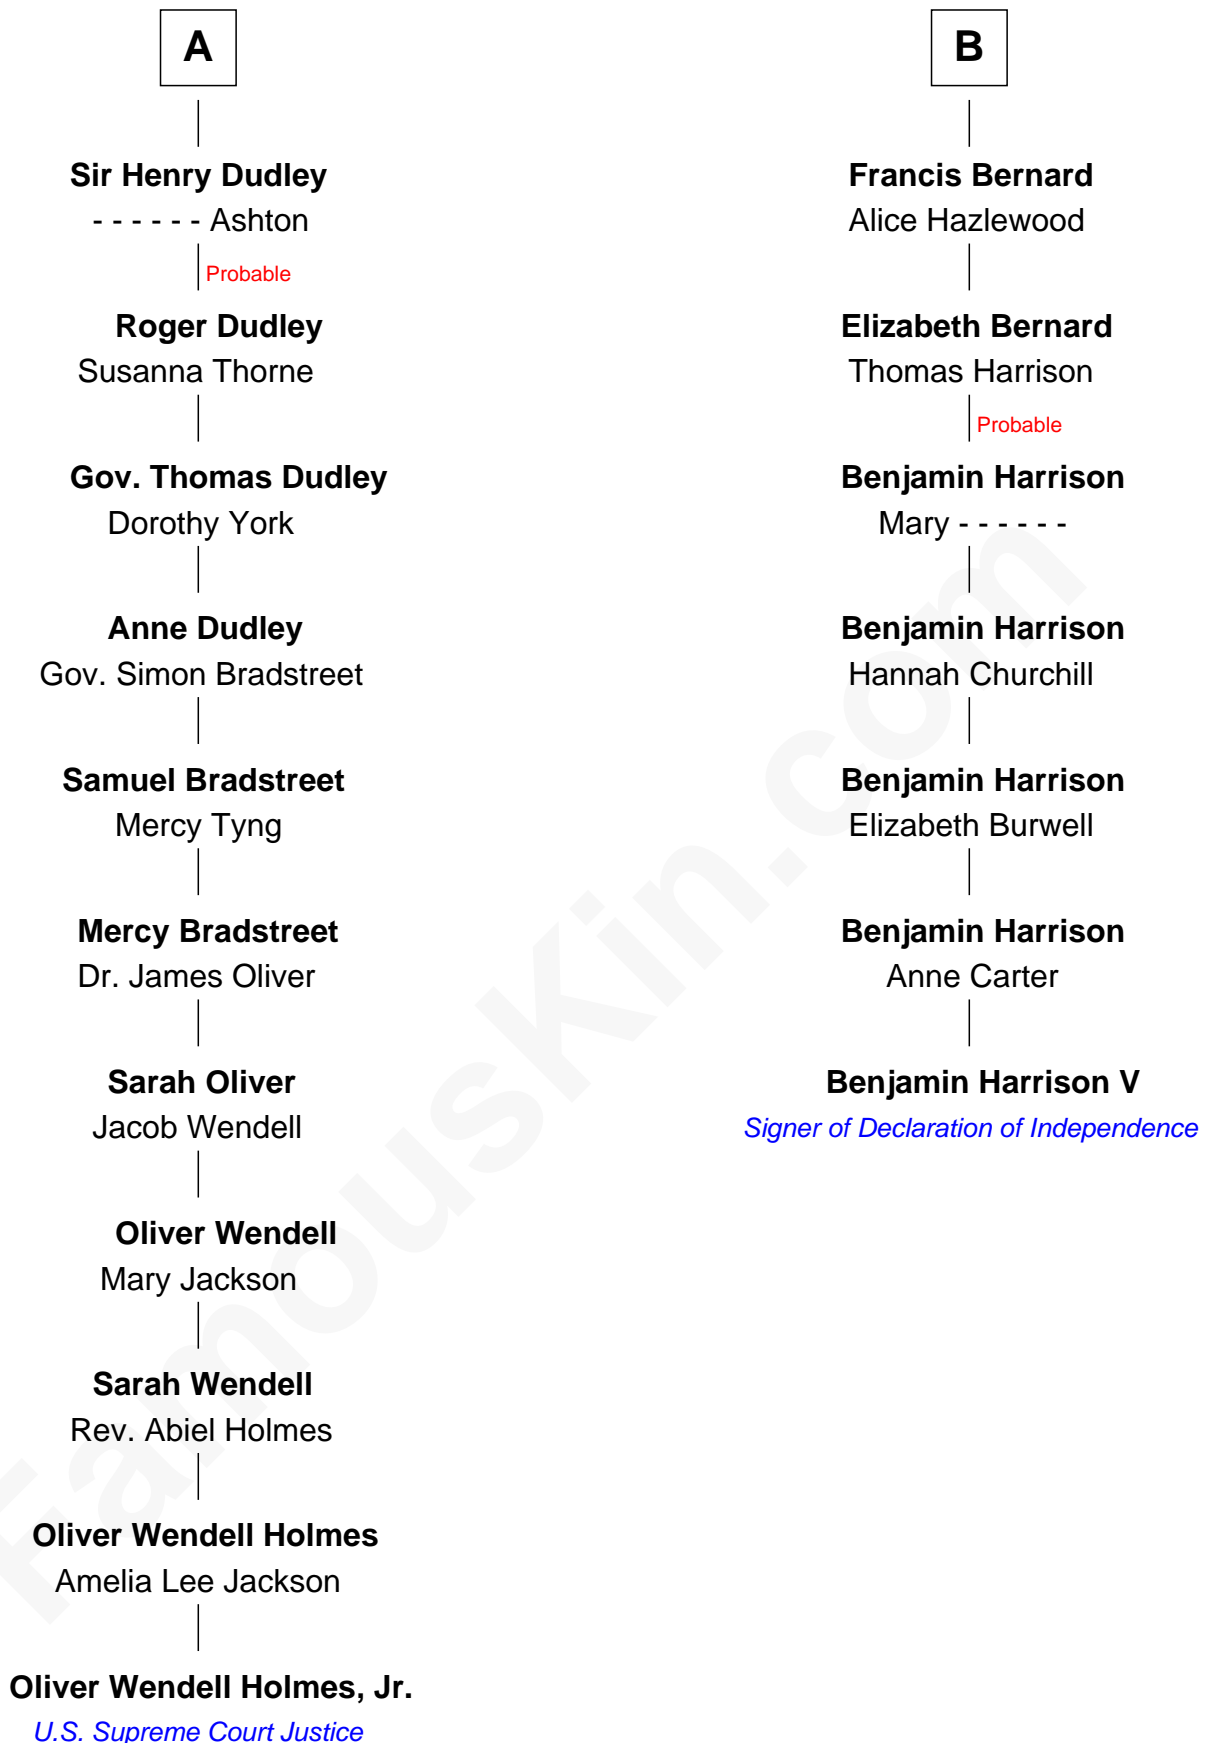 A
Sir Henry Dudley
- - - - - - Ashton
Probable
Roger Dudley
Susanna Thorne
Gov. Thomas Dudley
Dorothy York
Anne Dudley
Gov. Simon Bradstreet
Samuel Bradstreet
Mercy Tyng
Mercy Bradstreet
Dr. James Oliver
Sarah Oliver
Jacob Wendell
Oliver Wendell
Mary Jackson
Sarah Wendell
Rev. Abiel Holmes
Oliver Wendell Holmes
Amelia Lee Jackson
Oliver Wendell Holmes, Jr.
U.S. Supreme Court Justice
B
Francis Bernard
Alice Hazlewood
Elizabeth Bernard
Thomas Harrison
Probable
Benjamin Harrison
Mary - - - - - -
Benjamin Harrison
Hannah Churchill
Benjamin Harrison
Elizabeth Burwell
Benjamin Harrison
Anne Carter
Benjamin Harrison V
Signer of Declaration of Independence
FamousKin.com